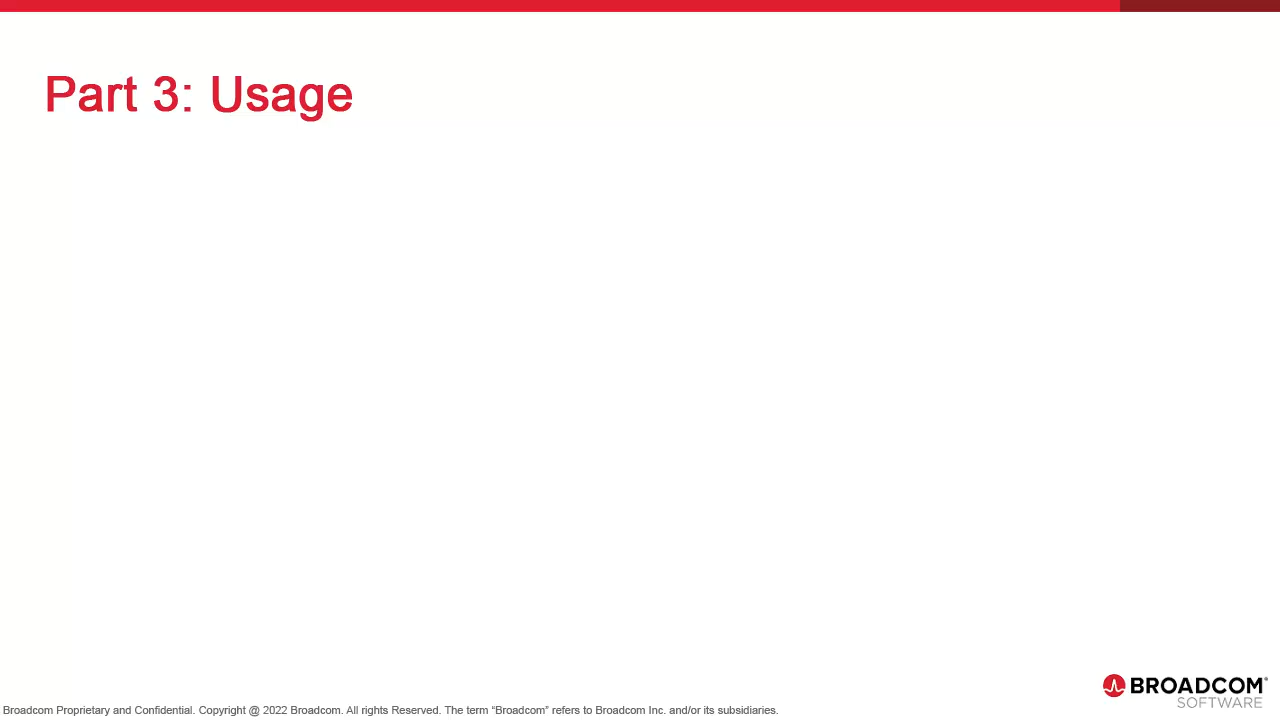 Part 3: Usage
BROADCOM®
SOFTWARE
Broadcom Proprietary and Confidential. Copyright @ 2022 Broadcom. All rights Reserved. The term “Broadcom” refers to Broadcom Inc. and/or its subsidiaries.